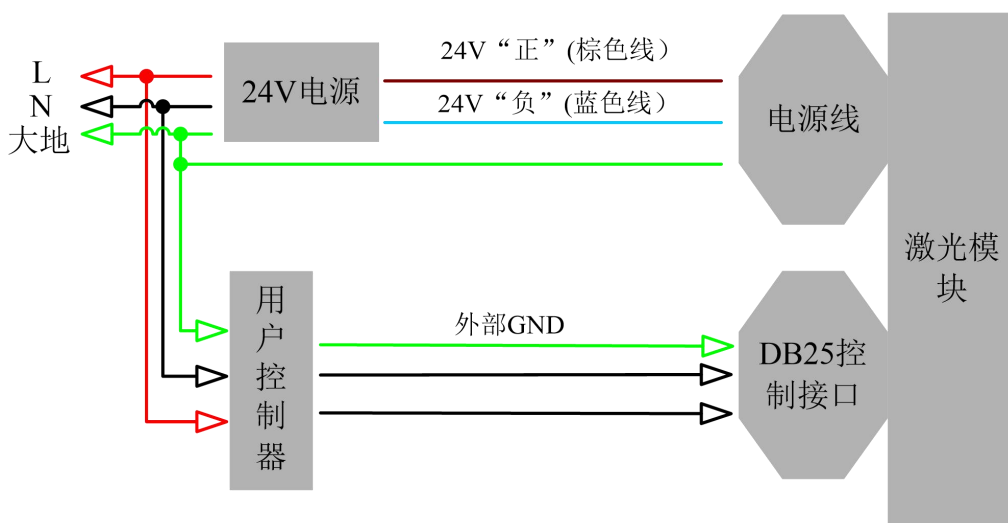 L
N
大地
24V电源
24V“正”(棕色线）
24V“负”(蓝色线）
电源线
激光模
块
用
户
控
制
器
外部GND
DB25控
制接口